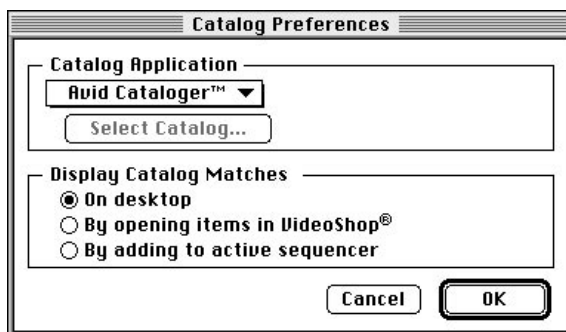 Catalog Preferences
Catalog Application
Avid Cataloger™
Select Catalog...
Display Catalog Matches
On desktop
By opening items in VideoShop®
By adding to active sequencer
Cancel OK